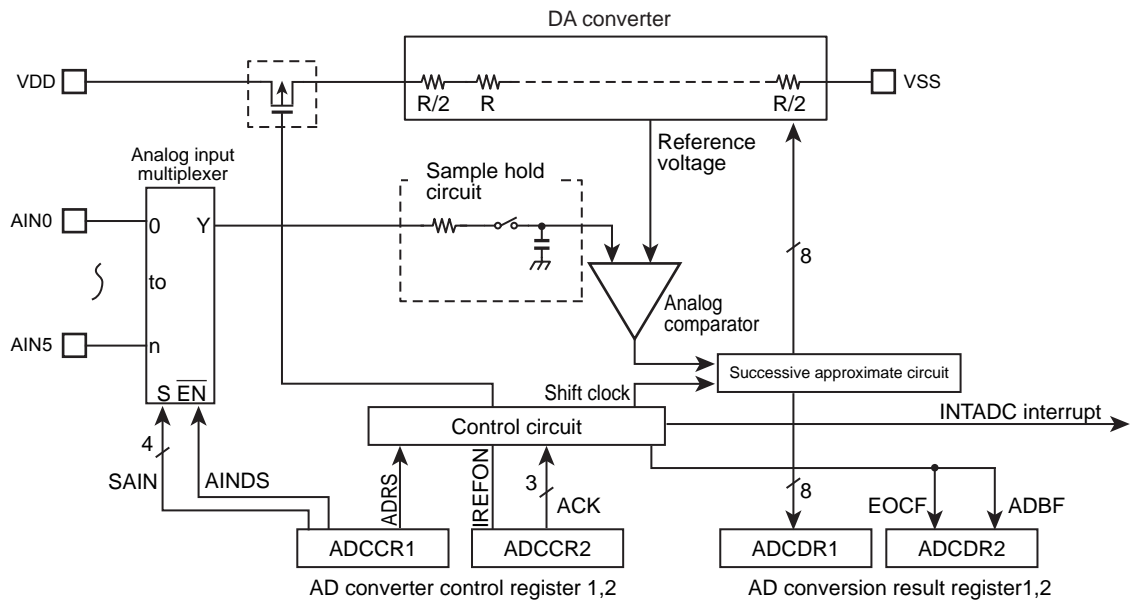 DA converter
VDD
R/2
R
R/2
VSS
Reference
voltage
Analog input
multiplexer
Sample hold
circuit
AIN0
0
Y
to
8
Analog
comparator
AIN5
n
S EN
Successive approximate circuit
Shift clock
INTADC interrupt
Control circuit
4
SAIN
AINDS
ADRS
IREFON
3
ACK
8
EOCF
ADBF
ADCCR1
ADCCR2
ADCDR1
ADCDR2
AD converter control register 1,2
AD conversion result register1,2